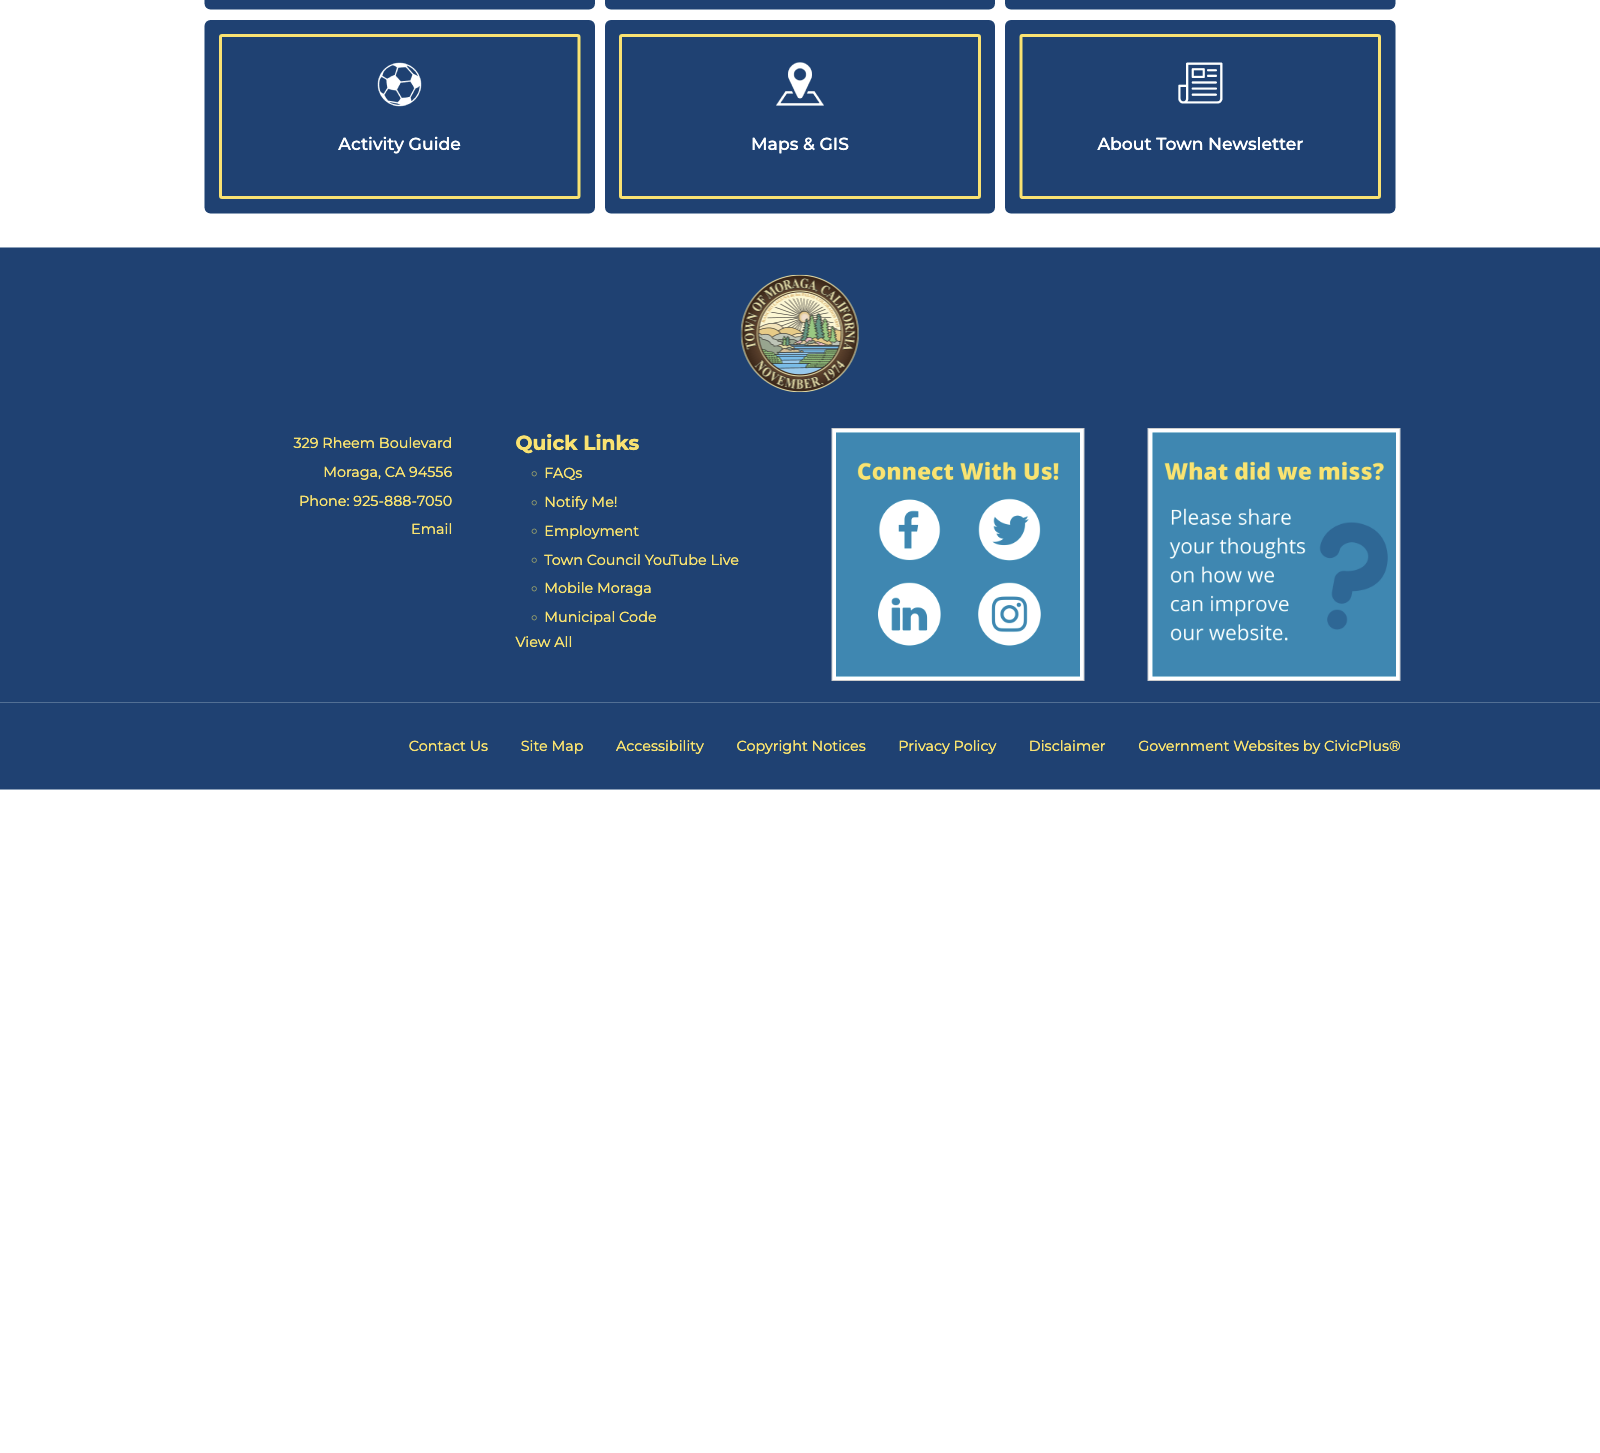 Activity Guide
Maps & GIS
About Town Newsletter
TOWN OF MORAGA, CALIFORNIA
NOVEMBER, 1974
329 Rheem Boulevard
Moraga, CA 94556
Phone: 925-888-7050
Email
Quick Links
FAQs
Notify Me!
Employment
Town Council YouTube Live
Mobile Moraga
Municipal Code
View All
Connect With Us!
What did we miss?
Please share
your thoughts
on how we
can improve
our website.
Contact Us
Site Map
Accessibility
Copyright Notices
Privacy Policy
Disclaimer
Government Websites by CivicPlus®